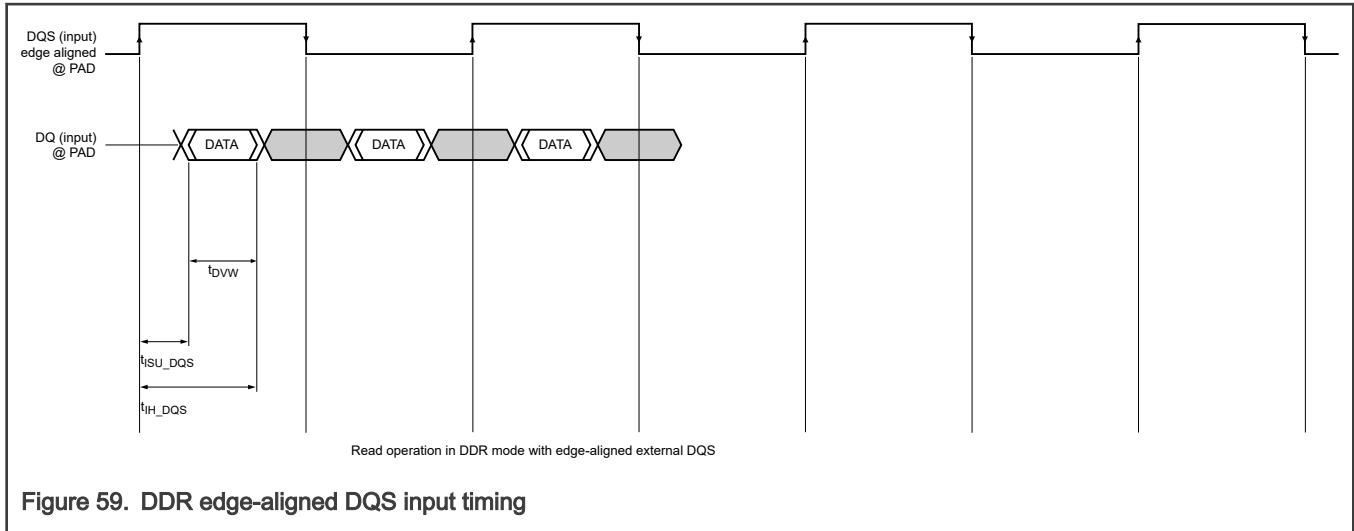 DQS (input)
edge aligned
@ PAD
DQ (input)
@ PAD
DATA
DATA
DATA
tDVW
tISU_DQS
tIH_DQS
Read operation in DDR mode with edge-aligned external DQS
Figure 59. DDR edge-aligned DQS input timing